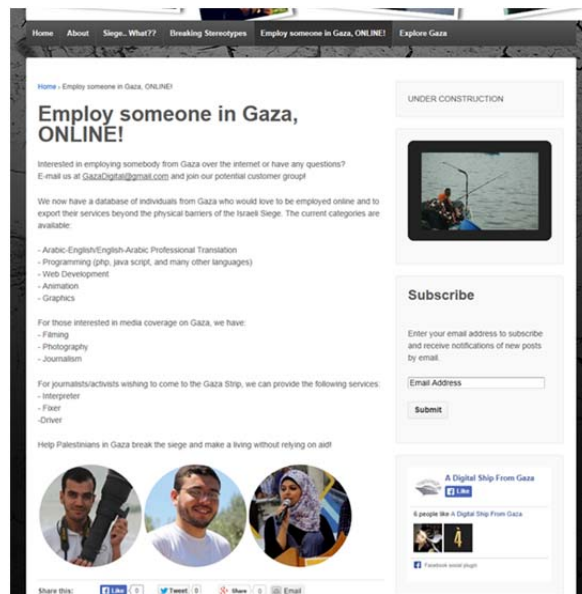 Home About Siege.. What?? Breaking Stereotypes Employ someone in Gaza, ONLINE! Explore Gaza
Home › Employ someone in Gaza, ONLINE!
Employ someone in Gaza,
ONLINE!
Interested in employing somebody from Gaza over the internet or have any questions?
E-mail us at GazaDigital@gmail.com and join our potential customer group!
We now have a database of individuals from Gaza who would love to be employed online and to
export their services beyond the physical barriers of the Israeli Siege. The current categories are
available:
- Arabic-English/English-Arabic Professional Translation
- Programming (php, java script, and many other languages)
- Web Development
- Animation
- Graphics
For those interested in media coverage on Gaza, we have:
- Filming
- Photography
- Journalism
For journalists/activists wishing to come to the Gaza Strip, we can provide the following services:
- Interpreter
- Fixer
-Driver
Help Palestinians in Gaza break the siege and make a living without relying on aid!
Share this: Like 0 Tweet 0 Share 0 Email
UNDER CONSTRUCTION
Subscribe
Enter your email address to subscribe
and receive notifications of new posts
by email.
Email Address
Submit
A Digital Ship From Gaza
Like
6 people like A Digital Ship From Gaza
Facebook social plugin